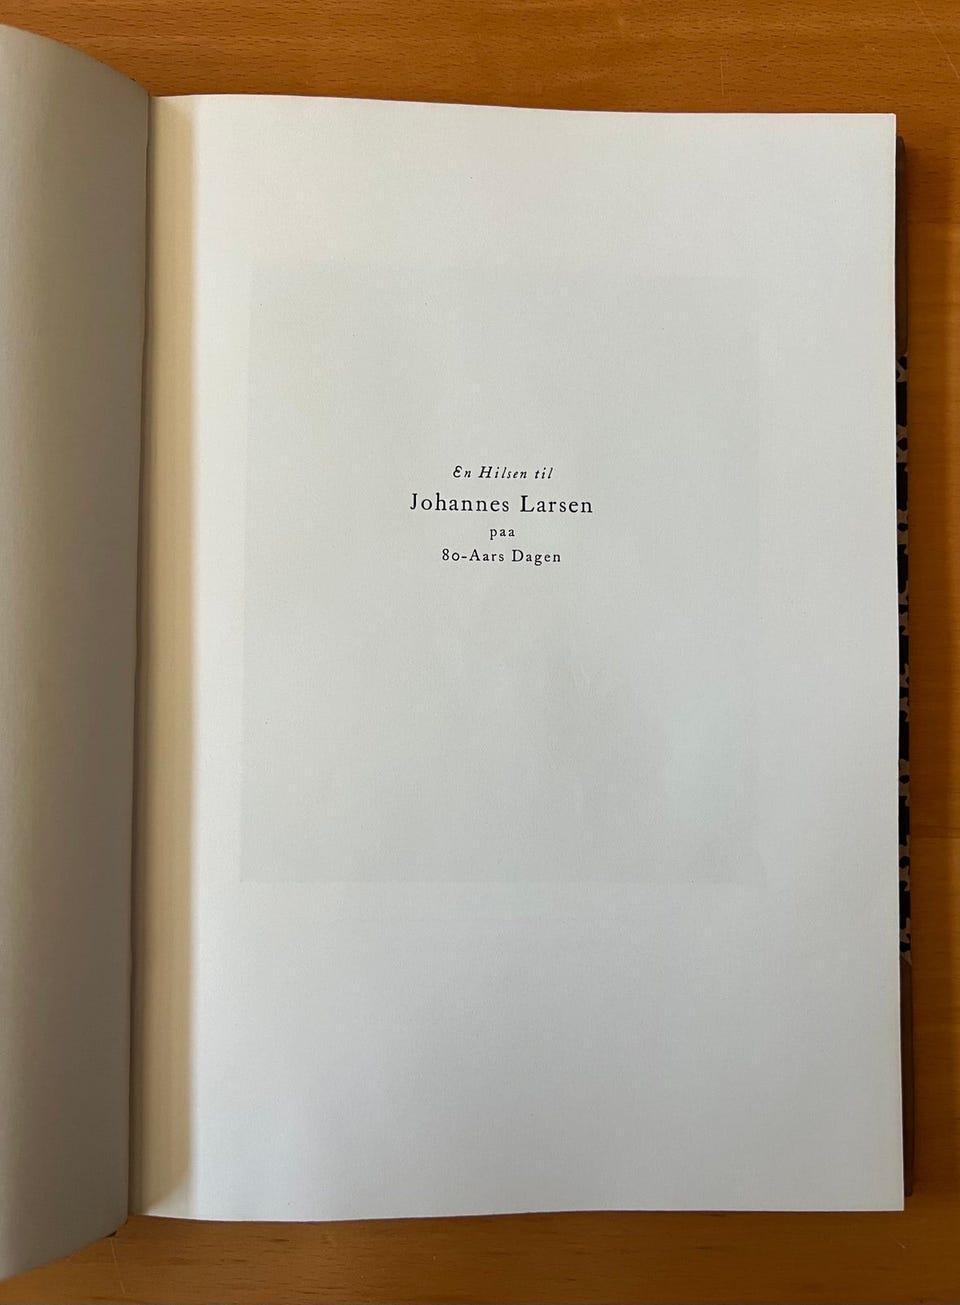 En Hilsen til
Johannes Larsen
paa
80-Aars Dagen